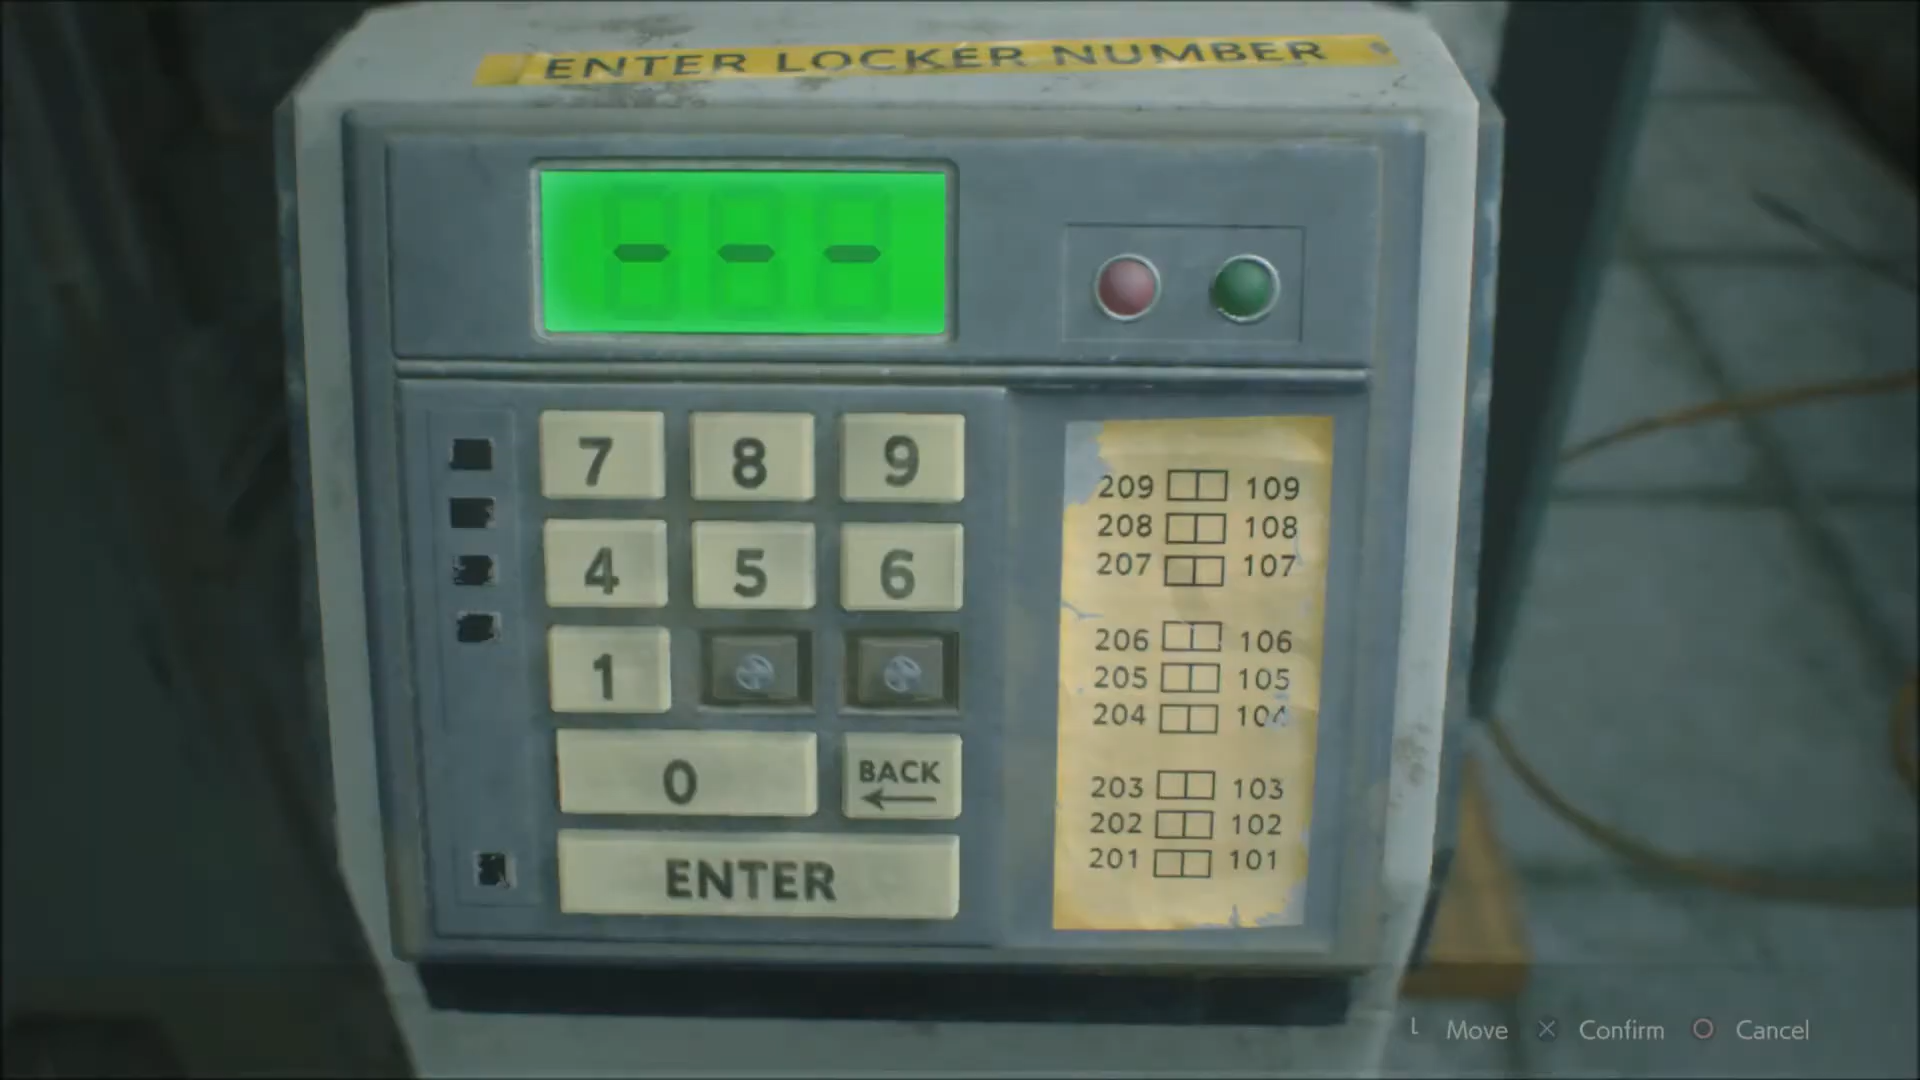 ENTER LOCKER NUMBER
- - -
7 8 9
4 5 6
1
0 BACK
ENTER
209 109
208 108
207 107
206 106
205 105
204 104
203 103
202 102
201 101
L Move Confirm Cancel